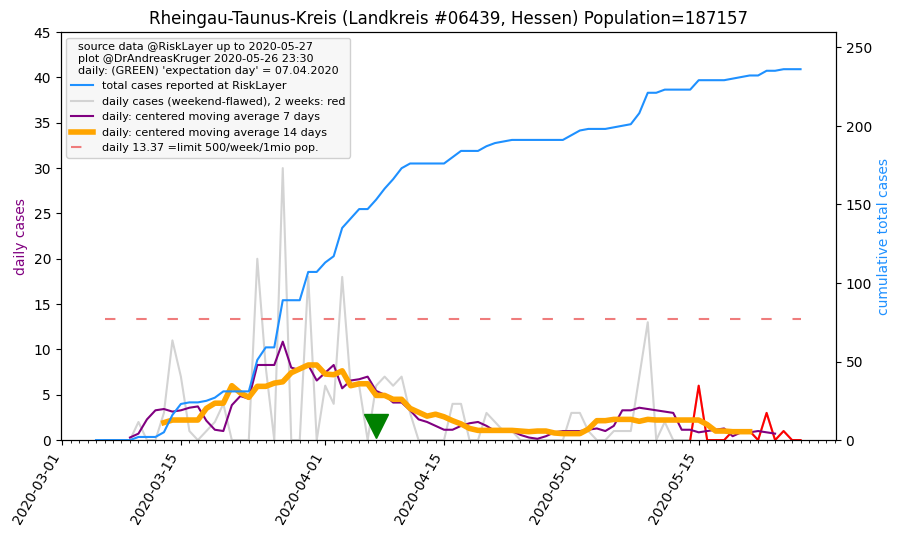 Rheingau-Taunus-Kreis (Landkreis #06439, Hessen) Population=187157
source data @RiskLayer up to 2020-05-27
plot @DrAndreasKruger 2020-05-26 23:30
daily: (GREEN) 'expectation day' = 07.04.2020
total cases reported at RiskLayer
daily cases (weekend-flawed), 2 weeks: red
daily: centered moving average 7 days
daily: centered moving average 14 days
daily 13.37 =limit 500/week/1mio pop.
daily cases
45
40
35
30
25
20
15
10
5
0
250
200
150
100
50
0
cumulative total cases
2020-03-01
2020-03-15
2020-04-01
2020-04-15
2020-05-01
2020-05-15